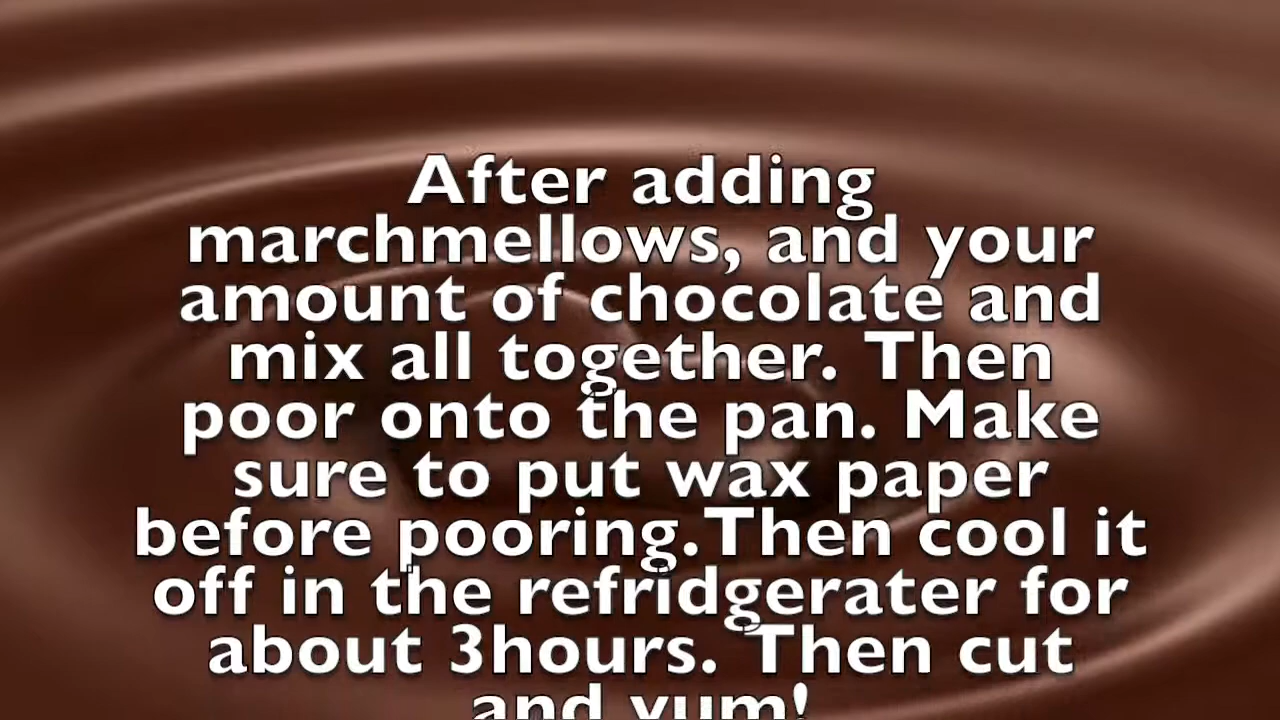 After adding
marchmellows, and your
amount of chocolate and
mix all together. Then
poor onto the pan. Make
sure to put wax paper
before pooring.Then cool it
off in the refridgerater for
about 3hours. Then cut
and yum!